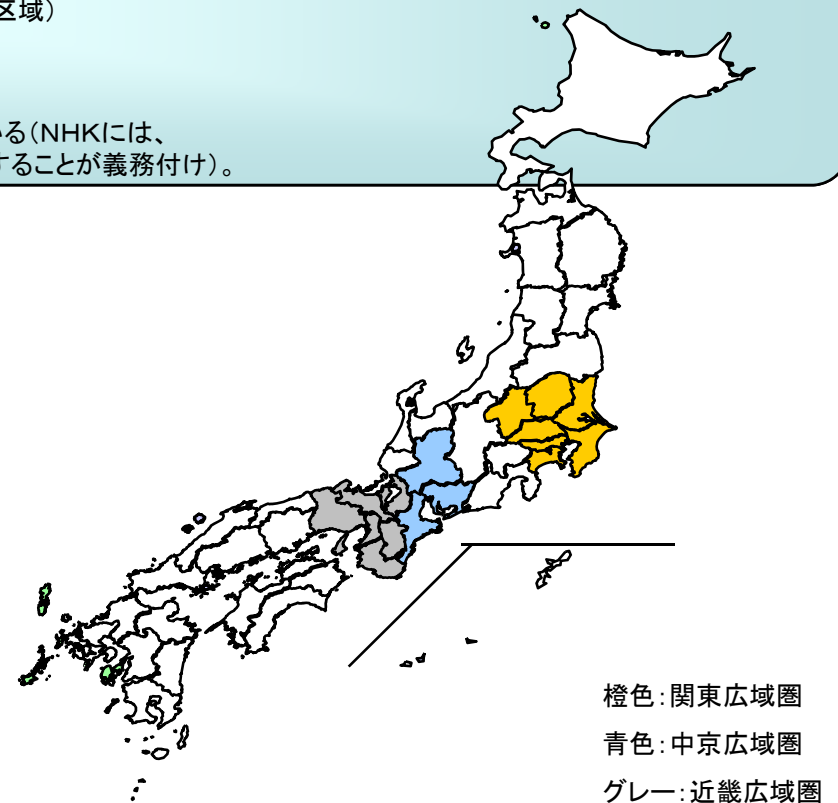 区域）
いる（ＮＨＫには、
することが義務付け）。
橙色：関東広域圏
青色：中京広域圏
グレー：近畿広域圏